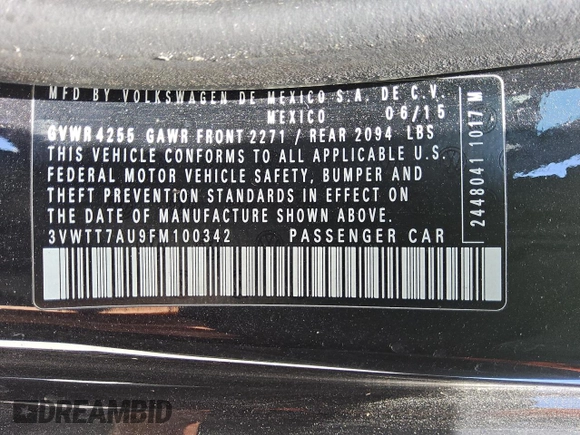 MFD BY VOLKSWAGEN DE MEXICO S.A. DE C.V.
MEXICO 06/15
GVWR 4255 GAWR FRONT 2271 / REAR 2094 LBS
THIS VEHICLE CONFORMS TO ALL APPLICABLE U.S.
FEDERAL MOTOR VEHICLE SAFETY, BUMPER AND
THEFT PREVENTION STANDARDS IN EFFECT ON
THE DATE OF MANUFACTURE SHOWN ABOVE.
3VWTT7AU9FM100342 PASSENGER CAR
2448041 1017 M
DREAMBID